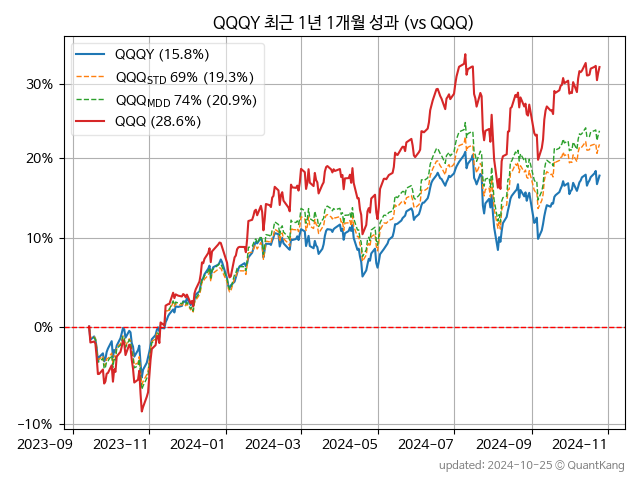 QQQY 최근 1년 1개월 성과 (vs QQQ)
QQQY (15.8%)
QQQSTD 69% (19.3%)
QQQMDD 74% (20.9%)
QQQ (28.6%)
30%
20%
10%
0%
−10%
2023−09 2023−11 2024−01 2024−03 2024−05 2024−07 2024−09 2024−11
updated: 2024-10-25 © QuantKang